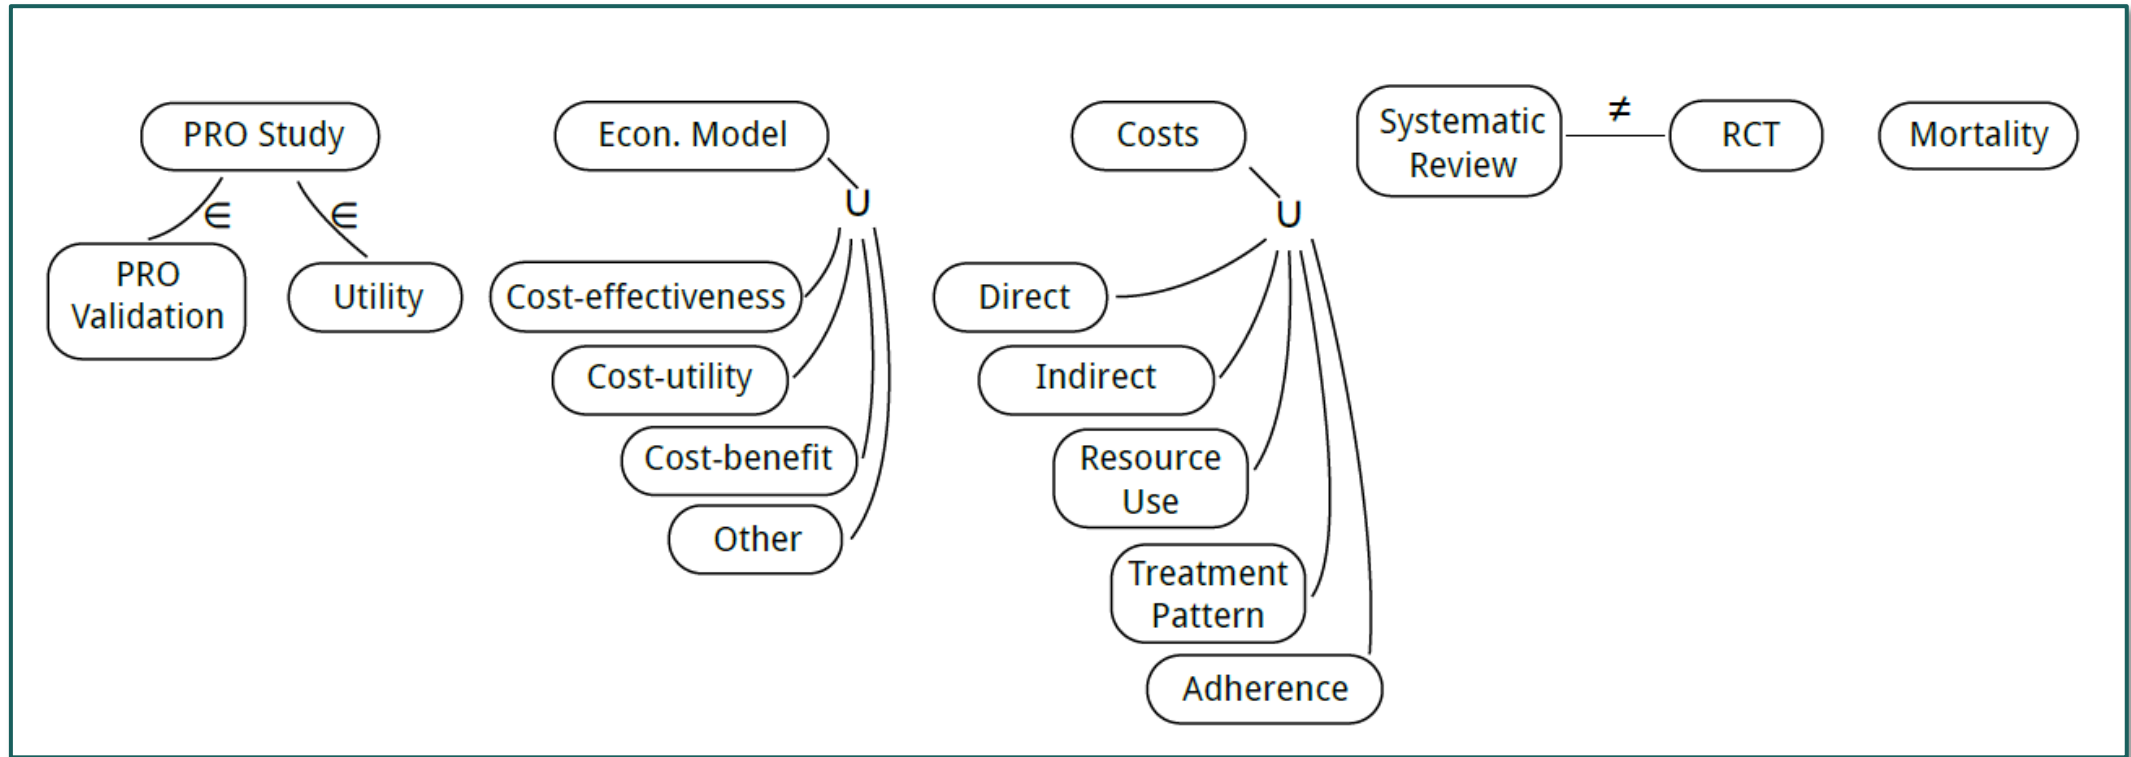 PRO Study
Econ. Model
Costs
Systematic
Review
≠
RCT
Mortality
∈
∈
∪
∪
PRO
Validation
Utility
Cost-effectiveness
Direct
Cost-utility
Indirect
Cost-benefit
Resource
Use
Other
Treatment
Pattern
Adherence